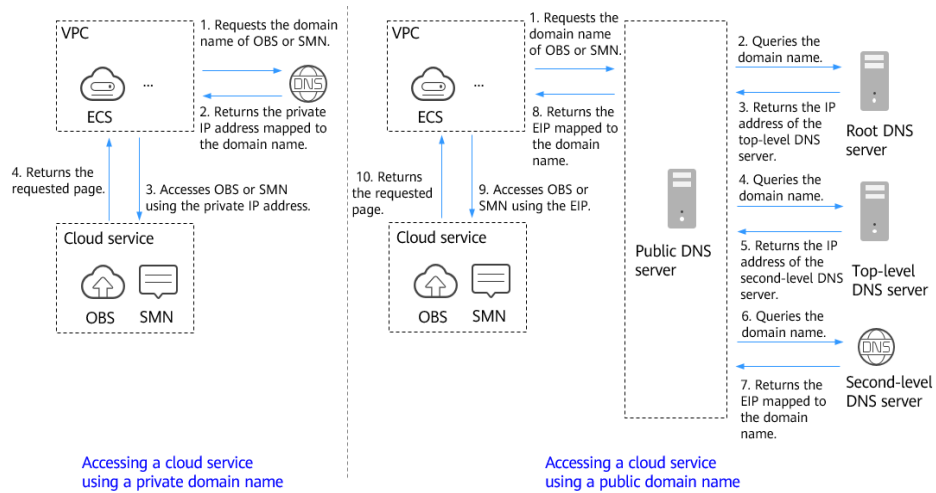 VPC
1. Requests the domain
name of OBS or SMN.
...
DNS
ECS
2. Returns the private
IP address mapped to
the domain name.
4. Returns the
requested page.
3. Accesses OBS or SMN
using the private IP address.
Cloud service
OBS
SMN
Accessing a cloud service
using a private domain name
VPC
1. Requests the
domain name
of OBS or SMN.
...
ECS
8. Returns the
EIP mapped to
the domain
name.
10. Returns
the requested
page.
9. Accesses OBS or
SMN using the EIP.
Cloud service
OBS
SMN
Public DNS
server
2. Queries the
domain name.
3. Returns the IP
address of the
top-level DNS
server.
Root DNS
server
4. Queries the
domain name.
5. Returns the IP
address of the
second-level DNS
server.
Top-level
DNS server
6. Queries the
domain name.
DNS
7. Returns the
EIP mapped to
the domain
name.
Second-level
DNS server
Accessing a cloud service
using a public domain name